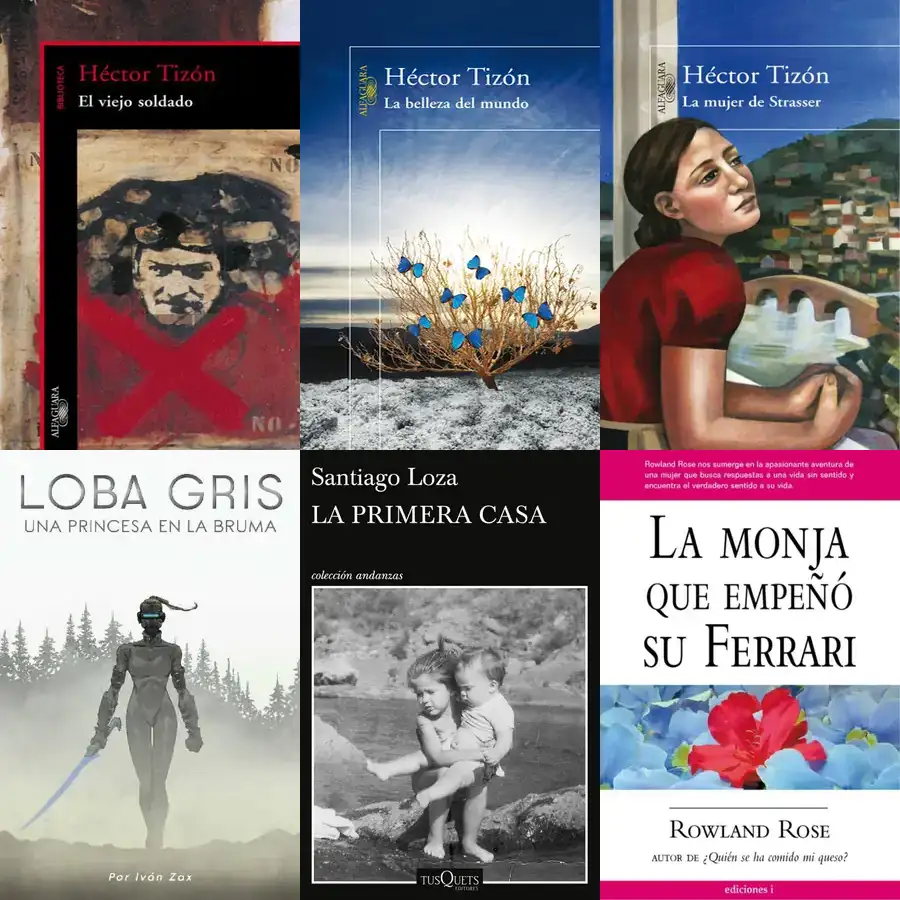 BIBLIOTECA
Héctor Tizón
El viejo soldado
NO
NO
ALFAGUARA
ALFAGUARA
Héctor Tizón
La belleza del mundo
ALFAGUARA
Héctor Tizón
La mujer de Strasser
LOBA GRIS
UNA PRINCESA EN LA BRUMA
Por Iván Zax
Santiago Loza
LA PRIMERA CASA
colección andanzas
TUSQUETS
EDITORES
Rowland Rose nos sumerge en la apasionante aventura de
una mujer que busca respuestas a una vida sin sentido y
encuentra el verdadero sentido a su vida.
LA MONJA
QUE EMPEÑÓ
SU FERRARI
ROWLAND ROSE
AUTOR DE ¿Quién se ha comido mi queso?
ediciones i